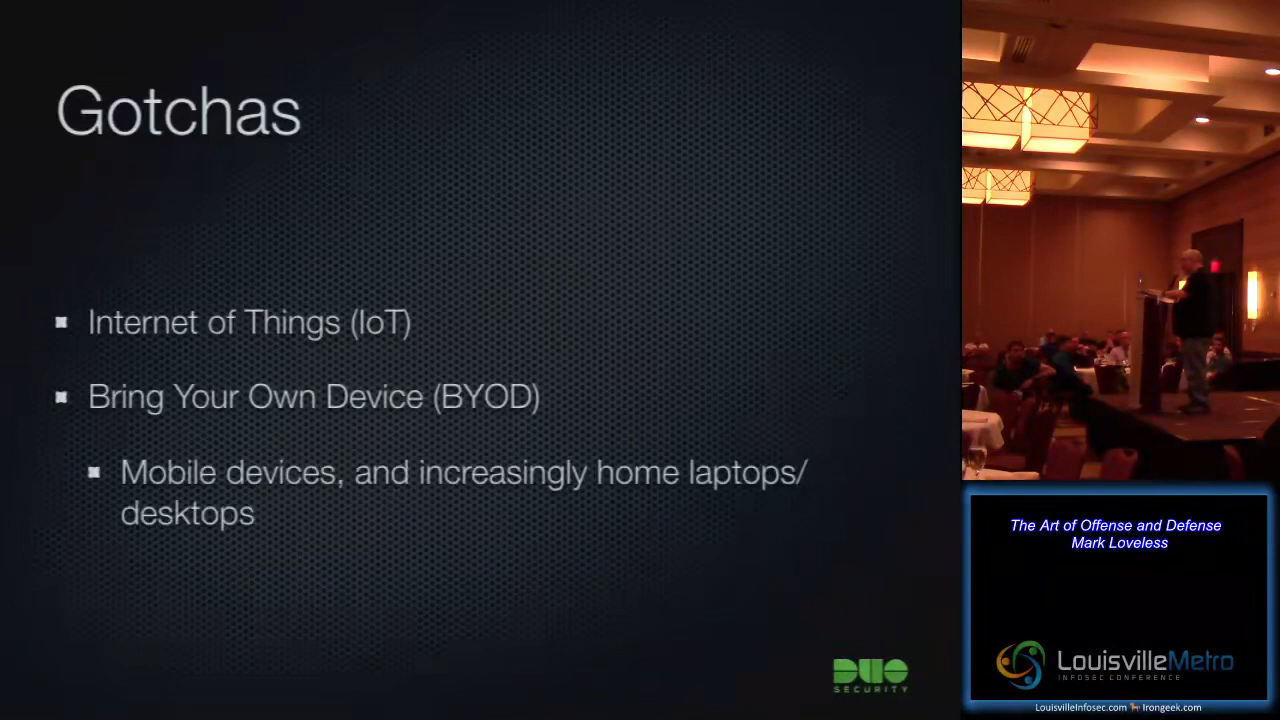 Gotchas
Internet of Things (IoT)
Bring Your Own Device (BYOD)
Mobile devices, and increasingly home laptops/
desktops
DUO
SECURITY
The Art of Offense and Defense
Mark Loveless
LouisvilleMetro
INFOSEC CONFERENCE
LouisvilleInfosec.com Irongeek.com